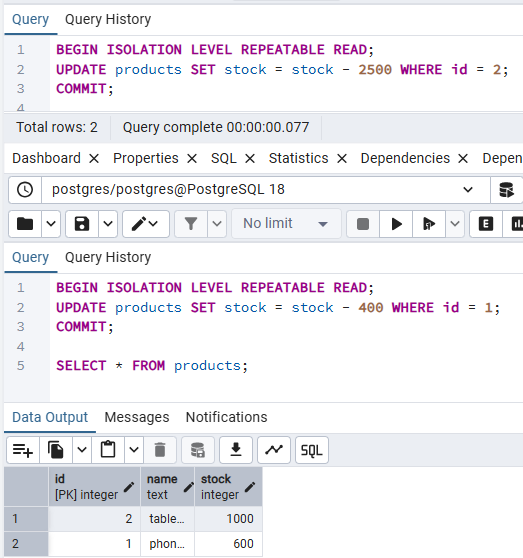 Query Query History
1 BEGIN ISOLATION LEVEL REPEATABLE READ;
2 UPDATE products SET stock = stock - 2500 WHERE id = 2;
3 COMMIT;
4
Total rows: 2 Query complete 00:00:00.077
Dashboard Properties SQL Statistics Dependencies Depen
postgres/postgres@PostgreSQL 18
No limit E
Query Query History
1 BEGIN ISOLATION LEVEL REPEATABLE READ;
2 UPDATE products SET stock = stock - 400 WHERE id = 1;
3 COMMIT;
4
5 SELECT * FROM products;
Data Output Messages Notifications
SQL
id name stock
[PK] integer text integer
1 2 table... 1000
2 1 phon... 600